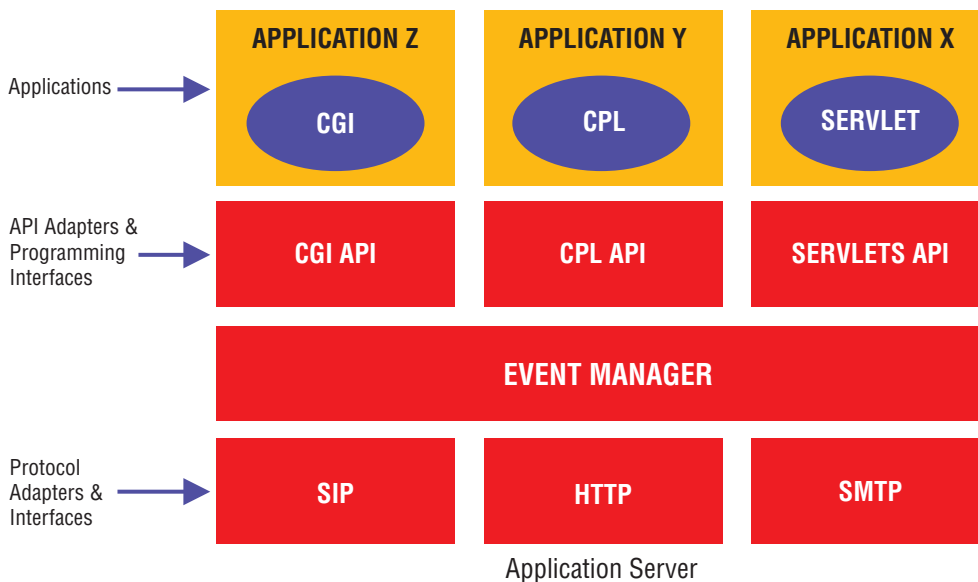 APPLICATION Z
APPLICATION Y
APPLICATION X
Applications
CGI
CPL
SERVLET
API Adapters &
Programming
Interfaces
CGI API
CPL API
SERVLETS API
EVENT MANAGER
Protocol
Adapters &
Interfaces
SIP
HTTP
SMTP
Application Server